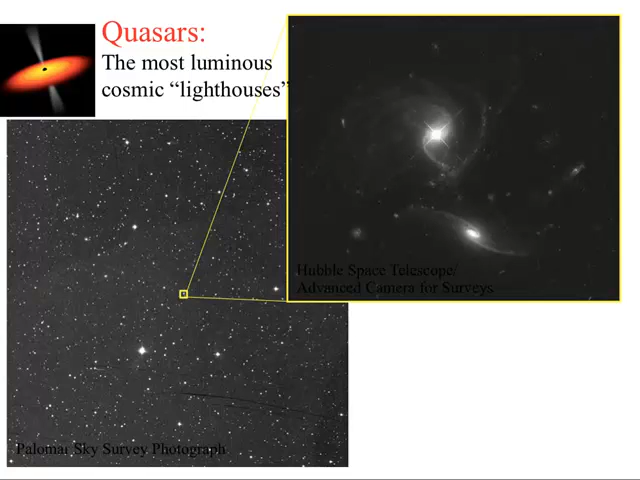 Quasars:
The most luminous
cosmic “lighthouses”
Hubble Space Telescope/
Advanced Camera for Surveys
Palomar Sky Survey Photograph